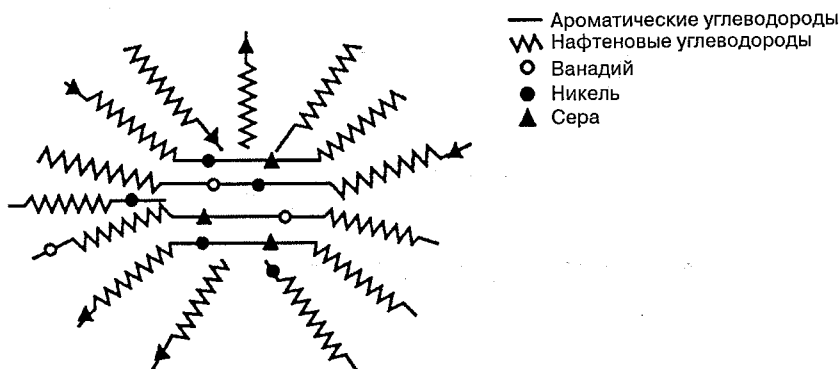 Ароматические углеводороды
Нафтеновые углеводороды
Ванадий
Никель
Сера